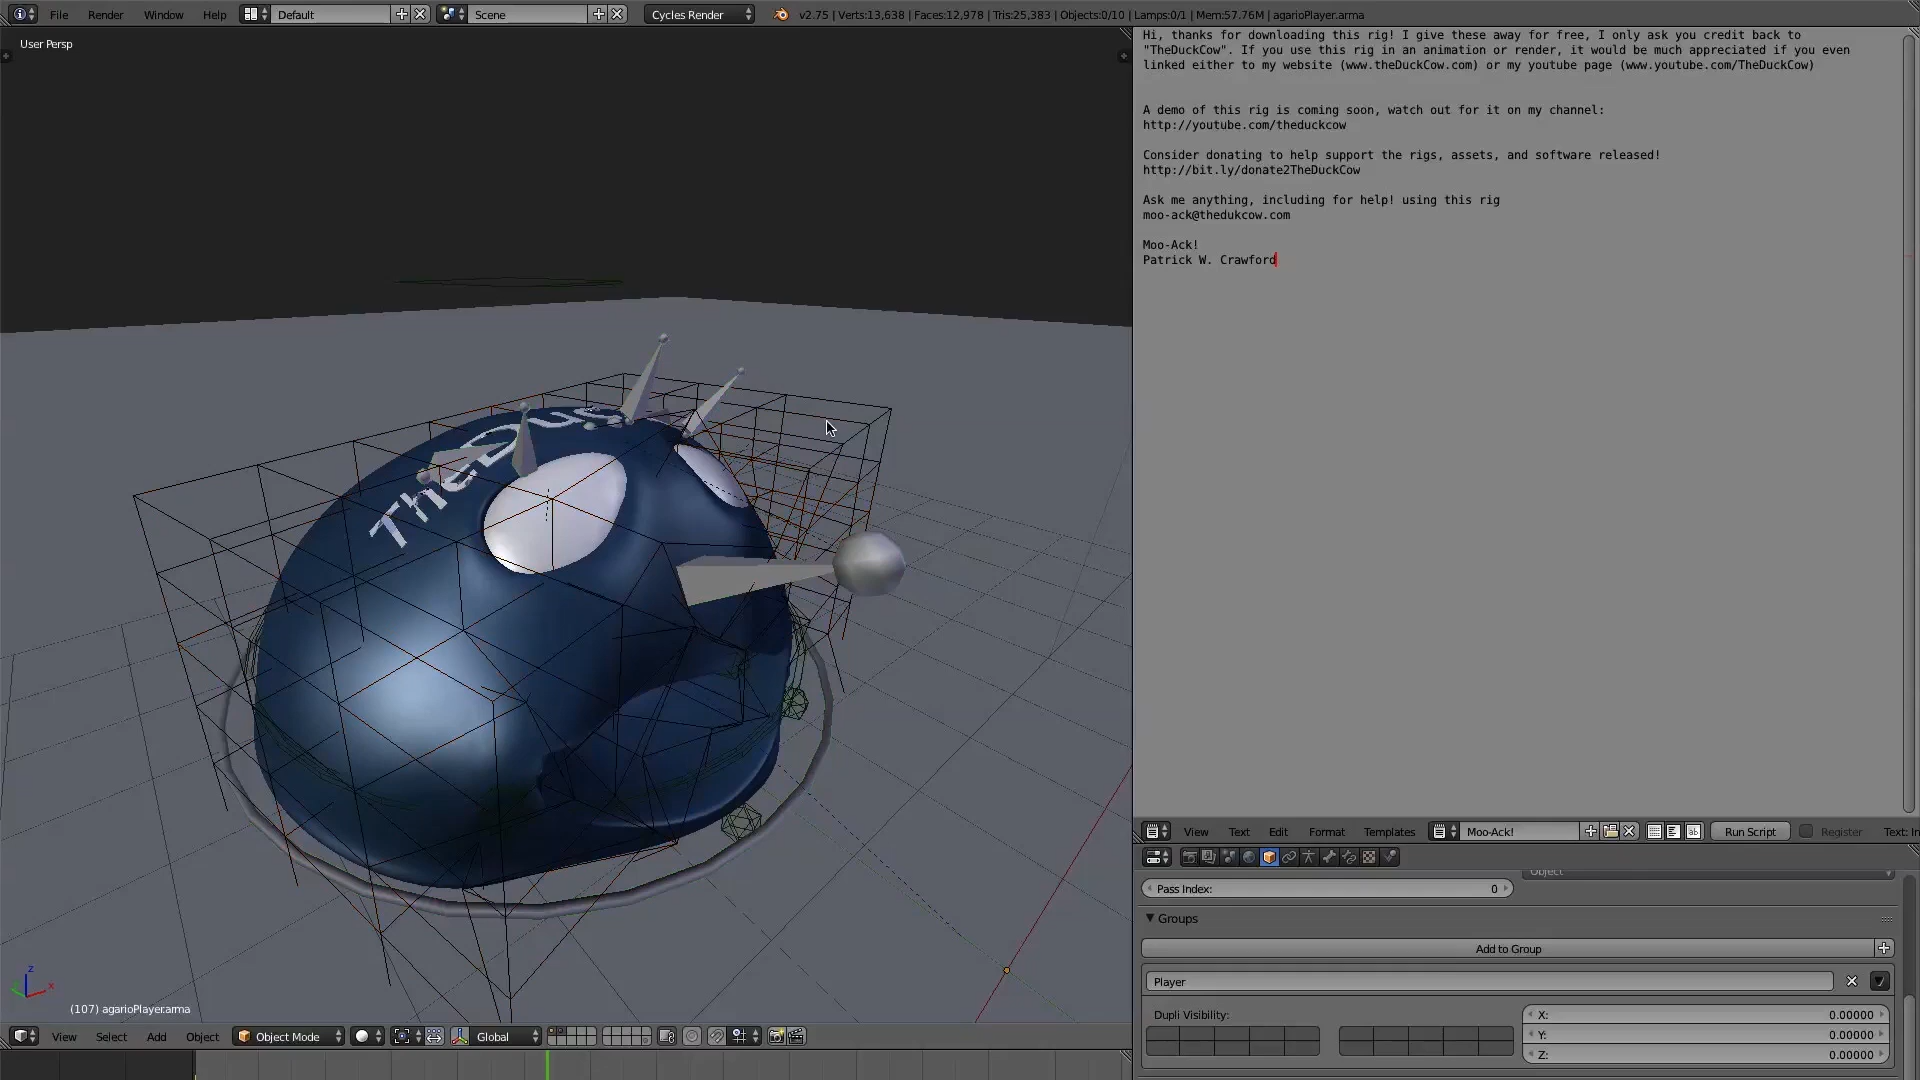 File Render Window Help Default Scene Cycles Render v2.75 | Verts:13,638 | Faces:12,978 | Tris:25,383 | Objects:0/10 | Lamps:0/1 | Mem:57.76M | agarioPlayer.arma
User Persp
Hi, thanks for downloading this rig! I give these away for free, I only ask you credit back to
"TheDuckCow". If you use this rig in an animation or render, it would be much appreciated if you even
linked either to my website (www.theDuckCow.com) or my youtube page (www.youtube.com/TheDuckCow)
A demo of this rig is coming soon, watch out for it on my channel:
http://youtube.com/theduckcow
Consider donating to help support the rigs, assets, and software released!
http://bit.ly/donate2TheDuckCow
Ask me anything, including for help! using this rig
moo-ack@thedukcow.com
Moo-Ack!
Patrick W. Crawford
TheDuc
View Text Edit Format Templates Moo-Ack! Run Script Register Text: In
Object
Pass Index: 0
Groups
Add to Group
Player
Dupli Visibility:
X: 0.00000
Y: 0.00000
Z: 0.00000
z
x
(107) agarioPlayer.arma
View Select Add Object Object Mode Global